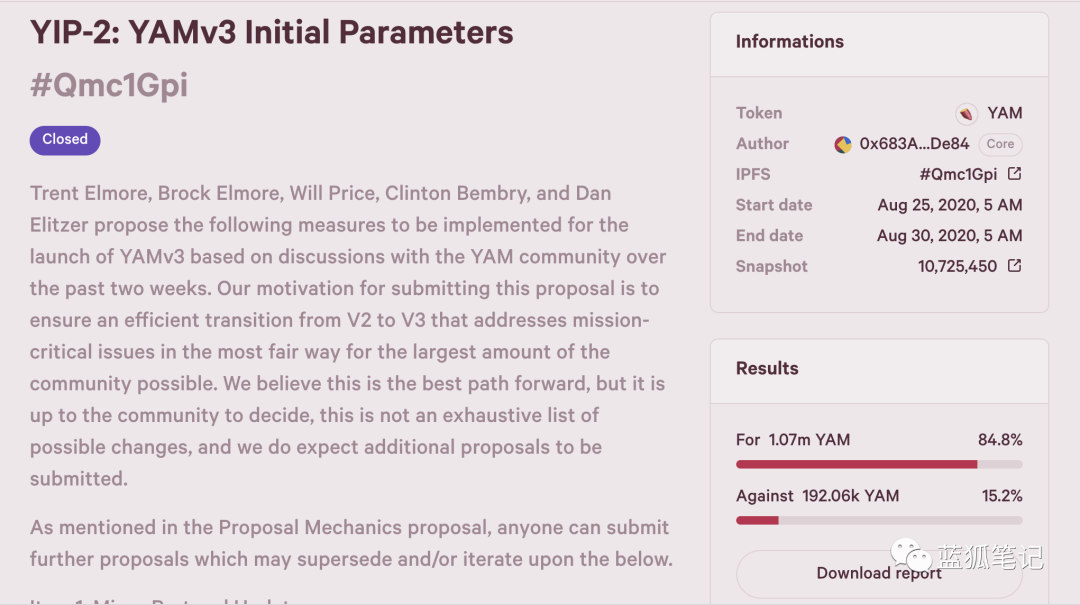 YIP-2: YAMv3 Initial Parameters
#Qmc1Gpi
Closed
Trent Elmore, Brock Elmore, Will Price, Clinton Bembry, and Dan
Elitzer propose the following measures to be implemented for the
launch of YAMv3 based on discussions with the YAM community over
the past two weeks. Our motivation for submitting this proposal is to
ensure an efficient transition from V2 to V3 that addresses mission-
critical issues in the most fair way for the largest amount of the
community possible. We believe this is the best path forward, but it is
up to the community to decide, this is not an exhaustive list of
possible changes, and we do expect additional proposals to be
submitted.
As mentioned in the Proposal Mechanics proposal, anyone can submit
further proposals which may supersede and/or iterate upon the below.
Informations
Token YAM
Author 0x683A...De84 Core
IPFS #Qmc1Gpi
Start date Aug 25, 2020, 5 AM
End date Aug 30, 2020, 5 AM
Snapshot 10,725,450
Results
For 1.07m YAM 84.8%
Against 192.06k YAM 15.2%
Download report
蓝狐笔记